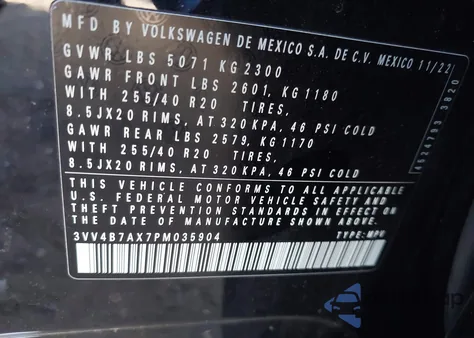 MFD BY VOLKSWAGEN DE MEXICO S.A. DE C.V. MEXICO 11/22
GVWR LBS 5071 KG 2300
GAWR FRONT LBS 2601, KG 1180
WITH 255/40 R20 TIRES,
8.5JX20 RIMS, AT 320 KPA, 46 PSI COLD
GAWR REAR LBS 2579, KG 1170
WITH 255/40 R20 TIRES,
8.5JX20 RIMS, AT 320 KPA, 46 PSI COLD
THIS VEHICLE CONFORMS TO ALL APPLICABLE
U.S. FEDERAL MOTOR VEHICLE SAFETY AND
THEFT PREVENTION STANDARDS IN EFFECT ON
THE DATE OF MANUFACTURE SHOWN ABOVE.
3VV4B7AX7PM035904 TYPE: MPV